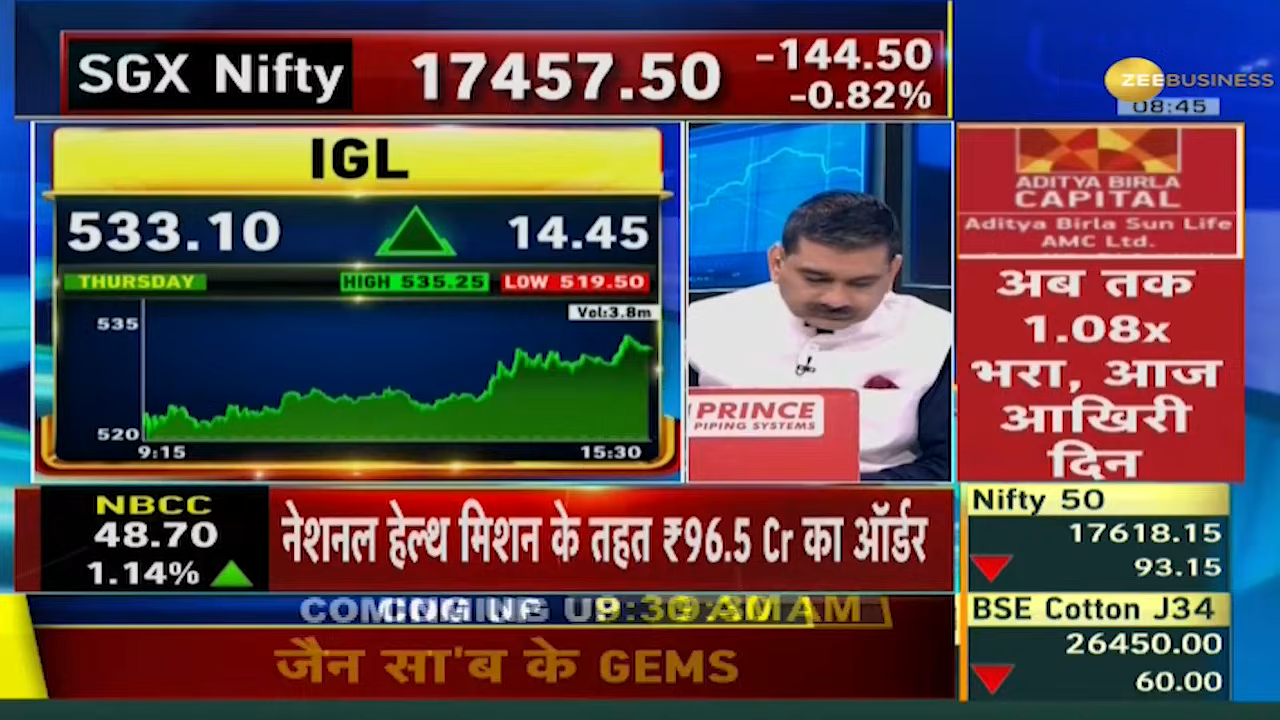 SGX Nifty
17457.50
-144.50
-0.82%
ZEEBUSINESS
08:45
IGL
533.10
14.45
THURSDAY
HIGH 535.25
LOW 519.50
Vol:3.8m
535
520
9:15
15:30
PRINCE
PIPING SYSTEMS
ADITYA BIRLA
CAPITAL
Aditya Birla Sun Life
AMC Ltd.
अब तक
1.08x
भरा, आज
आखिरी
दिन
NBCC
48.70
1.14%
नेशनल हेल्थ मिशन के तहत ₹96.5 Cr का ऑर्डर
Nifty 50
17618.15
93.15
BSE Cotton J34
26450.00
60.00
जैन सा'ब के GEMS